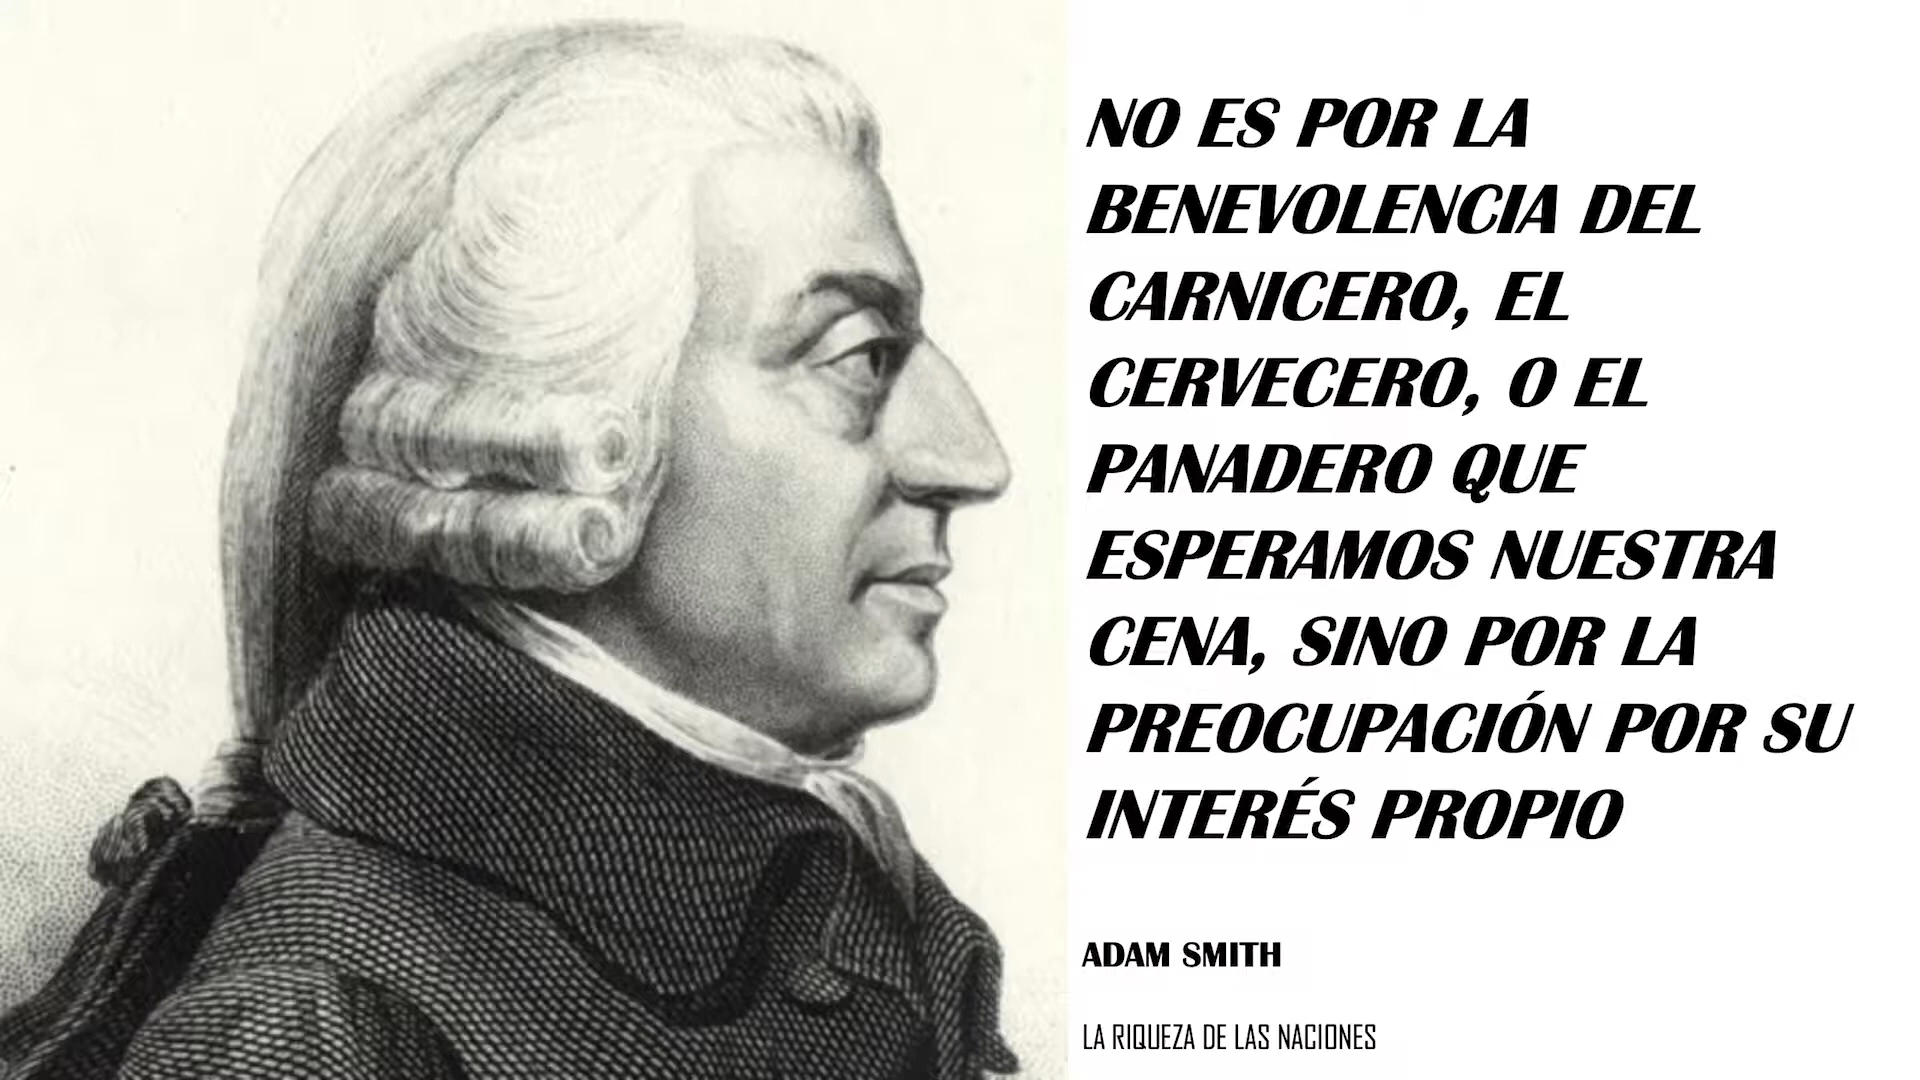 NO ES POR LA
BENEVOLENCIA DEL
CARNICERO, EL
CERVECERO, O EL
PANADERO QUE
ESPERAMOS NUESTRA
CENA, SINO POR LA
PREOCUPACIÓN POR SU
INTERÉS PROPIO
ADAM SMITH
LA RIQUEZA DE LAS NACIONES